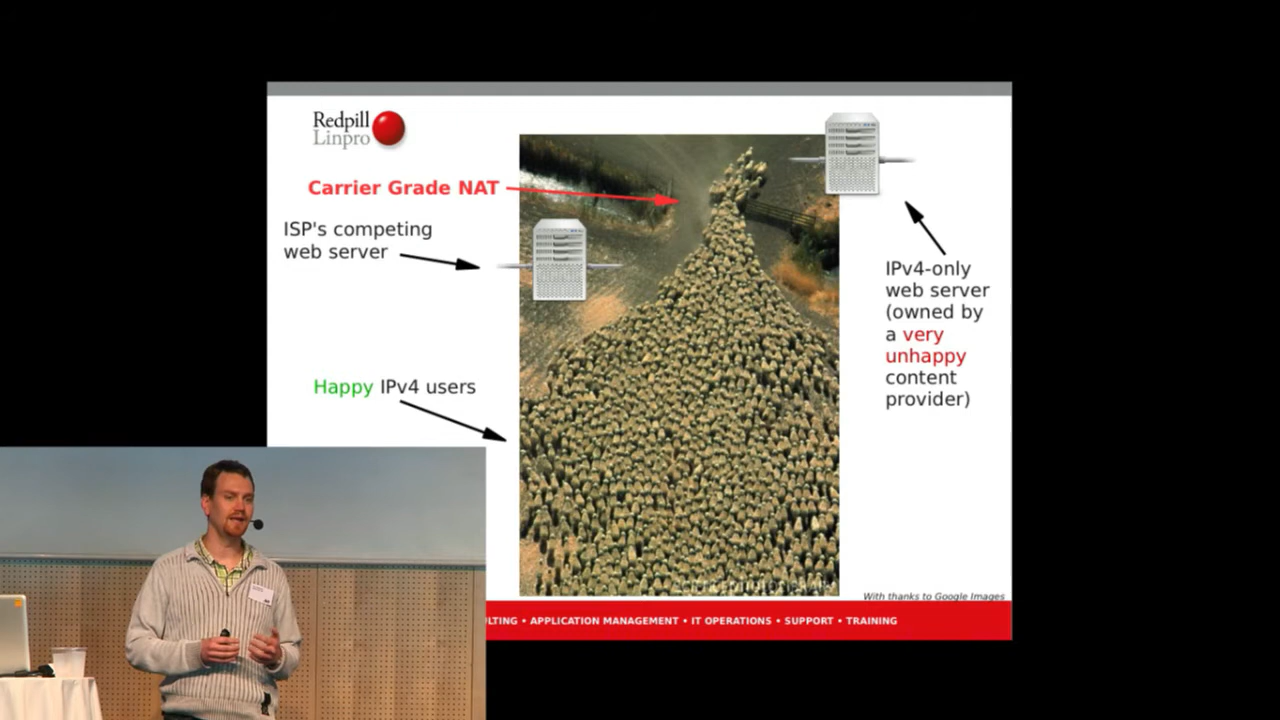 Redpill
Linpro
Carrier Grade NAT
ISP's competing
web server
IPv4-only
web server
(owned by
a very
unhappy
content
provider)
Happy IPv4 users
With thanks to Google Images
LTING • APPLICATION MANAGEMENT • IT OPERATIONS • SUPPORT • TRAINING